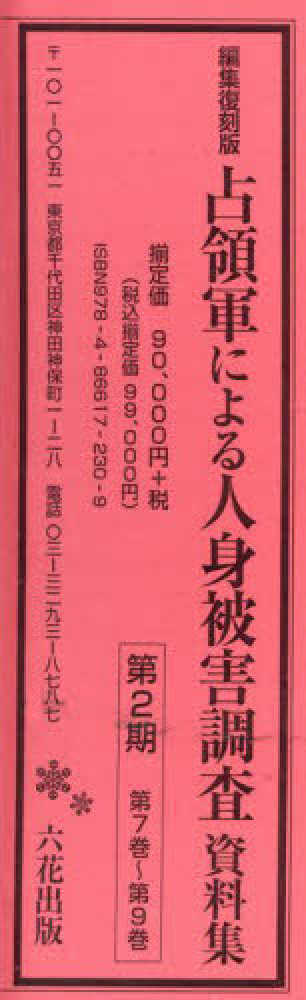 編集復刻版 占領軍による人身被害調査 資料集
揃定価 90,000円+税
(税込揃定価 99,000円)
ISBN978-4-86617-230-9
第2期 第7巻~第9巻
〒一〇一ー〇〇五一 東京都千代田区神田神保町一ー二八 電話 〇三ー三二九三ー八七八七
六花出版